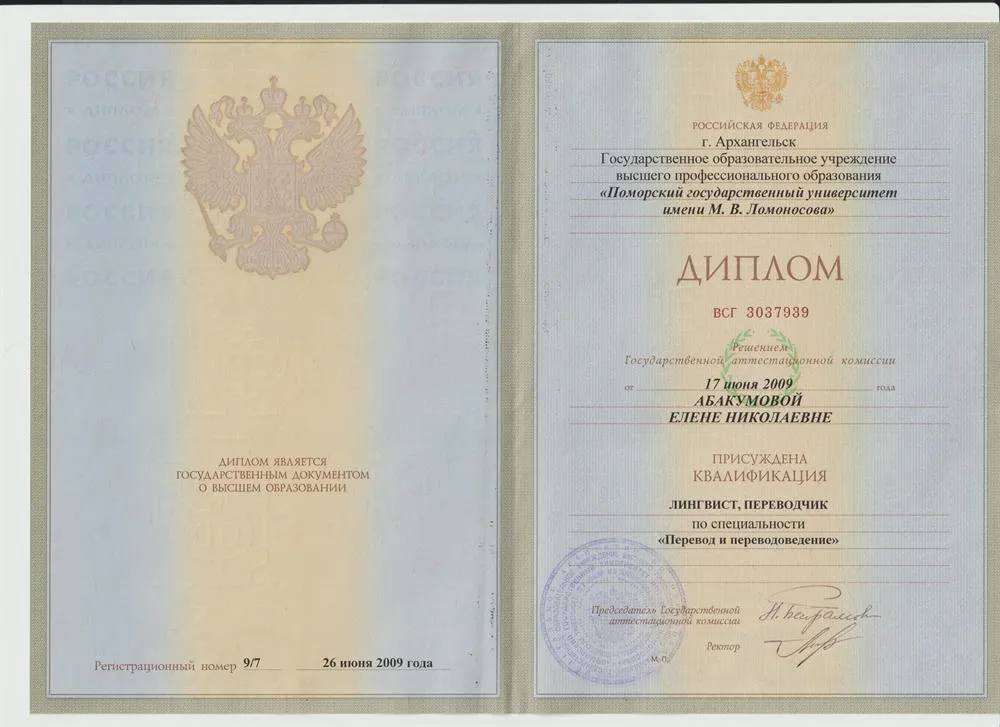 ДИПЛОМ ЯВЛЯЕТСЯ
ГОСУДАРСТВЕННЫМ ДОКУМЕНТОМ
О ВЫСШЕМ ОБРАЗОВАНИИ
Регистрационный номер 9/7 26 июня 2009 года
РОССИЙСКАЯ ФЕДЕРАЦИЯ
г. Архангельск
Государственное образовательное учреждение
высшего профессионального образования
«Поморский государственный университет
имени М. В. Ломоносова»
ДИПЛОМ
ВСГ 3037939
Решением
Государственной аттестационной комиссии
от 17 июня 2009 года
АБАКУМОВОЙ
ЕЛЕНЕ НИКОЛАЕВНЕ
ПРИСУЖДЕНА
КВАЛИФИКАЦИЯ
ЛИНГВИСТ, ПЕРЕВОДЧИК
по специальности
«Перевод и переводоведение»
Председатель Государственной
аттестационной комиссии
Ректор
М.П.